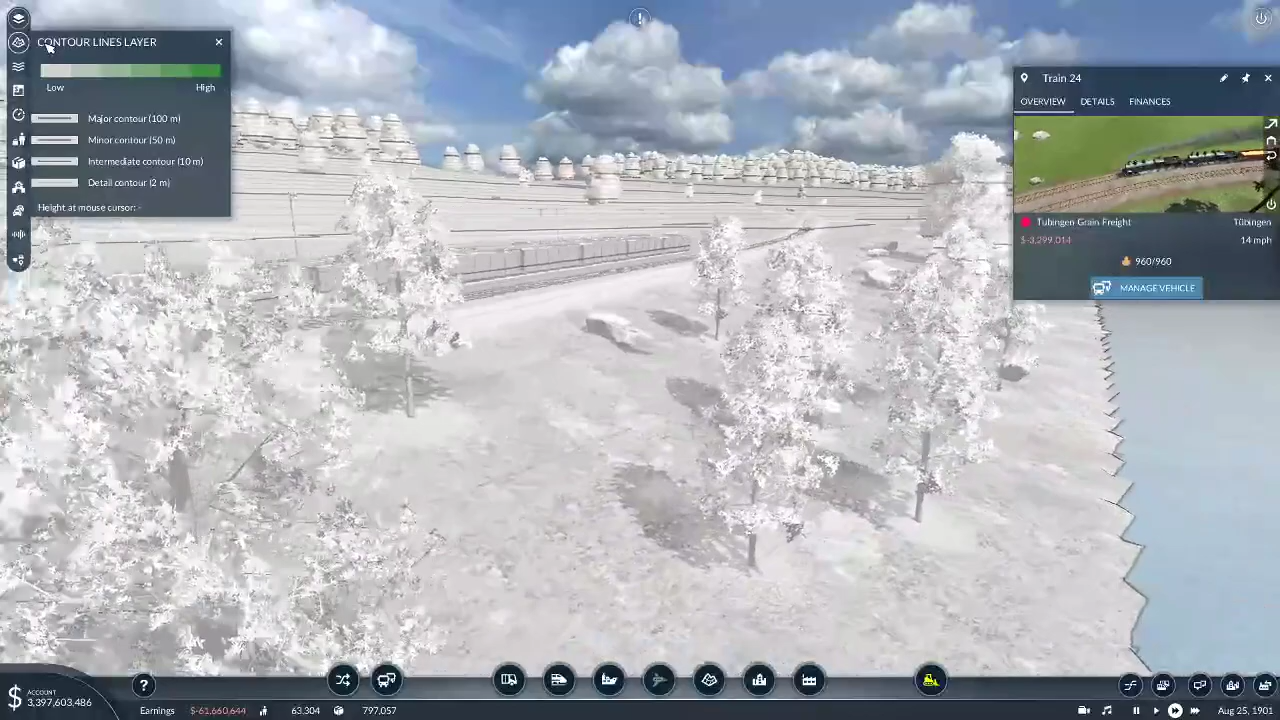 CONTOUR LINES LAYER
Low High
Major contour (100 m)
Minor contour (50 m)
Intermediate contour (10 m)
Detail contour (2 m)
Height at mouse cursor: -
!
Train 24
OVERVIEW DETAILS FINANCES
Tübingen Grain Freight Tübingen
$-3,299,014 14 mph
960/960
MANAGE VEHICLE
$ ACCOUNT
3,397,603,486
?
Earnings $-61,660,644 63,304 797,057
Aug 25, 1901